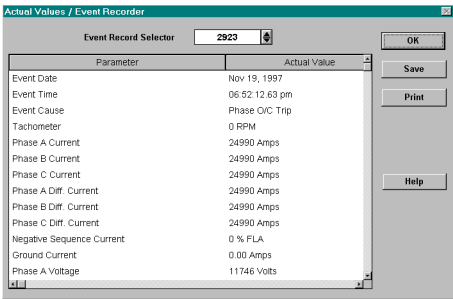 Actual Values / Event Recorder
Event Record Selector 2923
OK
Save
Print
Help
Parameter Actual Value
Event Date Nov 19, 1997
Event Time 06:52:12.63 pm
Event Cause Phase O/C Trip
Tachometer 0 RPM
Phase A Current 24990 Amps
Phase B Current 24990 Amps
Phase C Current 24990 Amps
Phase A Diff. Current 24990 Amps
Phase B Diff. Current 24990 Amps
Phase C Diff. Current 24990 Amps
Negative Sequence Current 0 % FLA
Ground Current 0.00 Amps
Phase A Voltage 11746 Volts